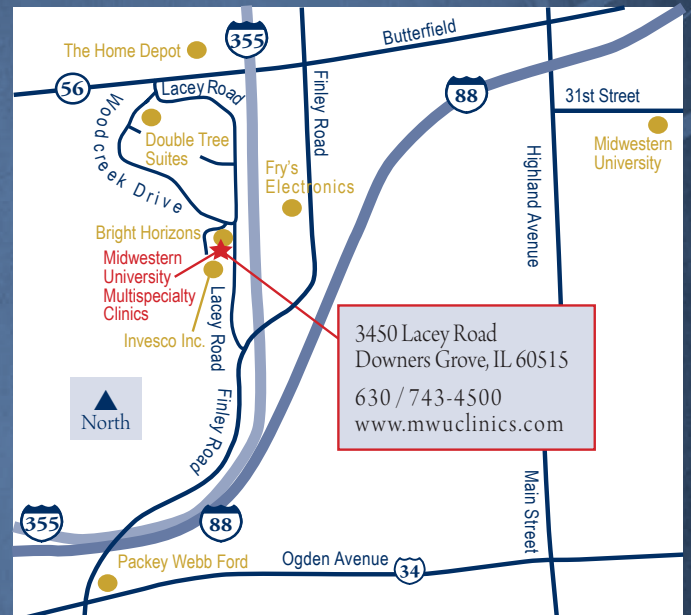 The Home Depot
355
Butterfield
56
Lacey Road
Woodcreek Drive
Finley Road
88
31st Street
Double Tree
Suites
Midwestern
University
Fry's
Electronics
Highland Avenue
Bright Horizons
Midwestern
University
Multispecialty
Clinics
Lacey Road
Invesco Inc.
3450 Lacey Road
Downers Grove, IL 60515
630 / 743-4500
www.mwuclinics.com
North
Finley Road
Main Street
355
88
Packey Webb Ford
Ogden Avenue
34